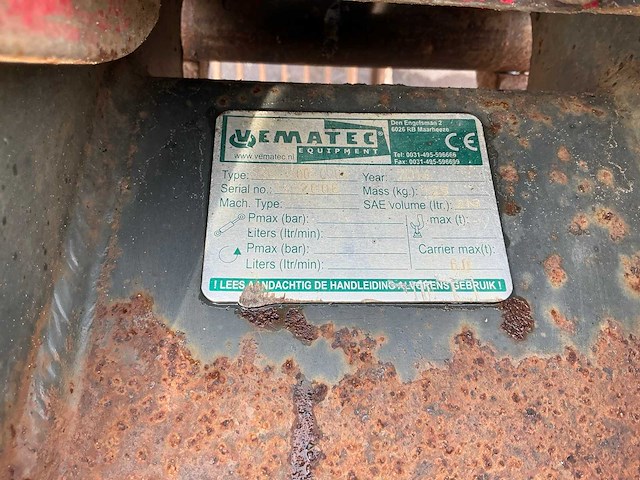 VEMATEC
EQUIPMENT
www.vematec.nl
Den Engelsman 2
6026 RB Maarheeze
Tel: 0031-495-596666
Fax: 0031-495-596699
CE
Type:
Year
Serial no.:
Mass (kg.):
Mach. Type:
SAE volume (ltr.):
Pmax (bar):
max (t):
Liters (ltr/min):
Pmax (bar):
Carrier max(t):
Liters (ltr/min):
! LEES AANDACHTIG DE HANDLEIDING ALVORENS GEBRUIK !